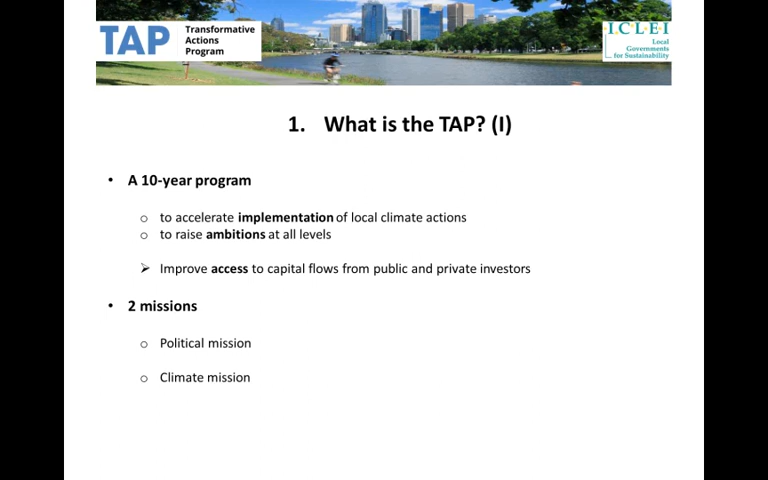 TAP
Transformative
Actions
Program
I.C.L.E.I
Local
Governments
for Sustainability
1. What is the TAP? (I)
• A 10-year program
o to accelerate implementation of local climate actions
o to raise ambitions at all levels
➢ Improve access to capital flows from public and private investors
• 2 missions
o Political mission
o Climate mission